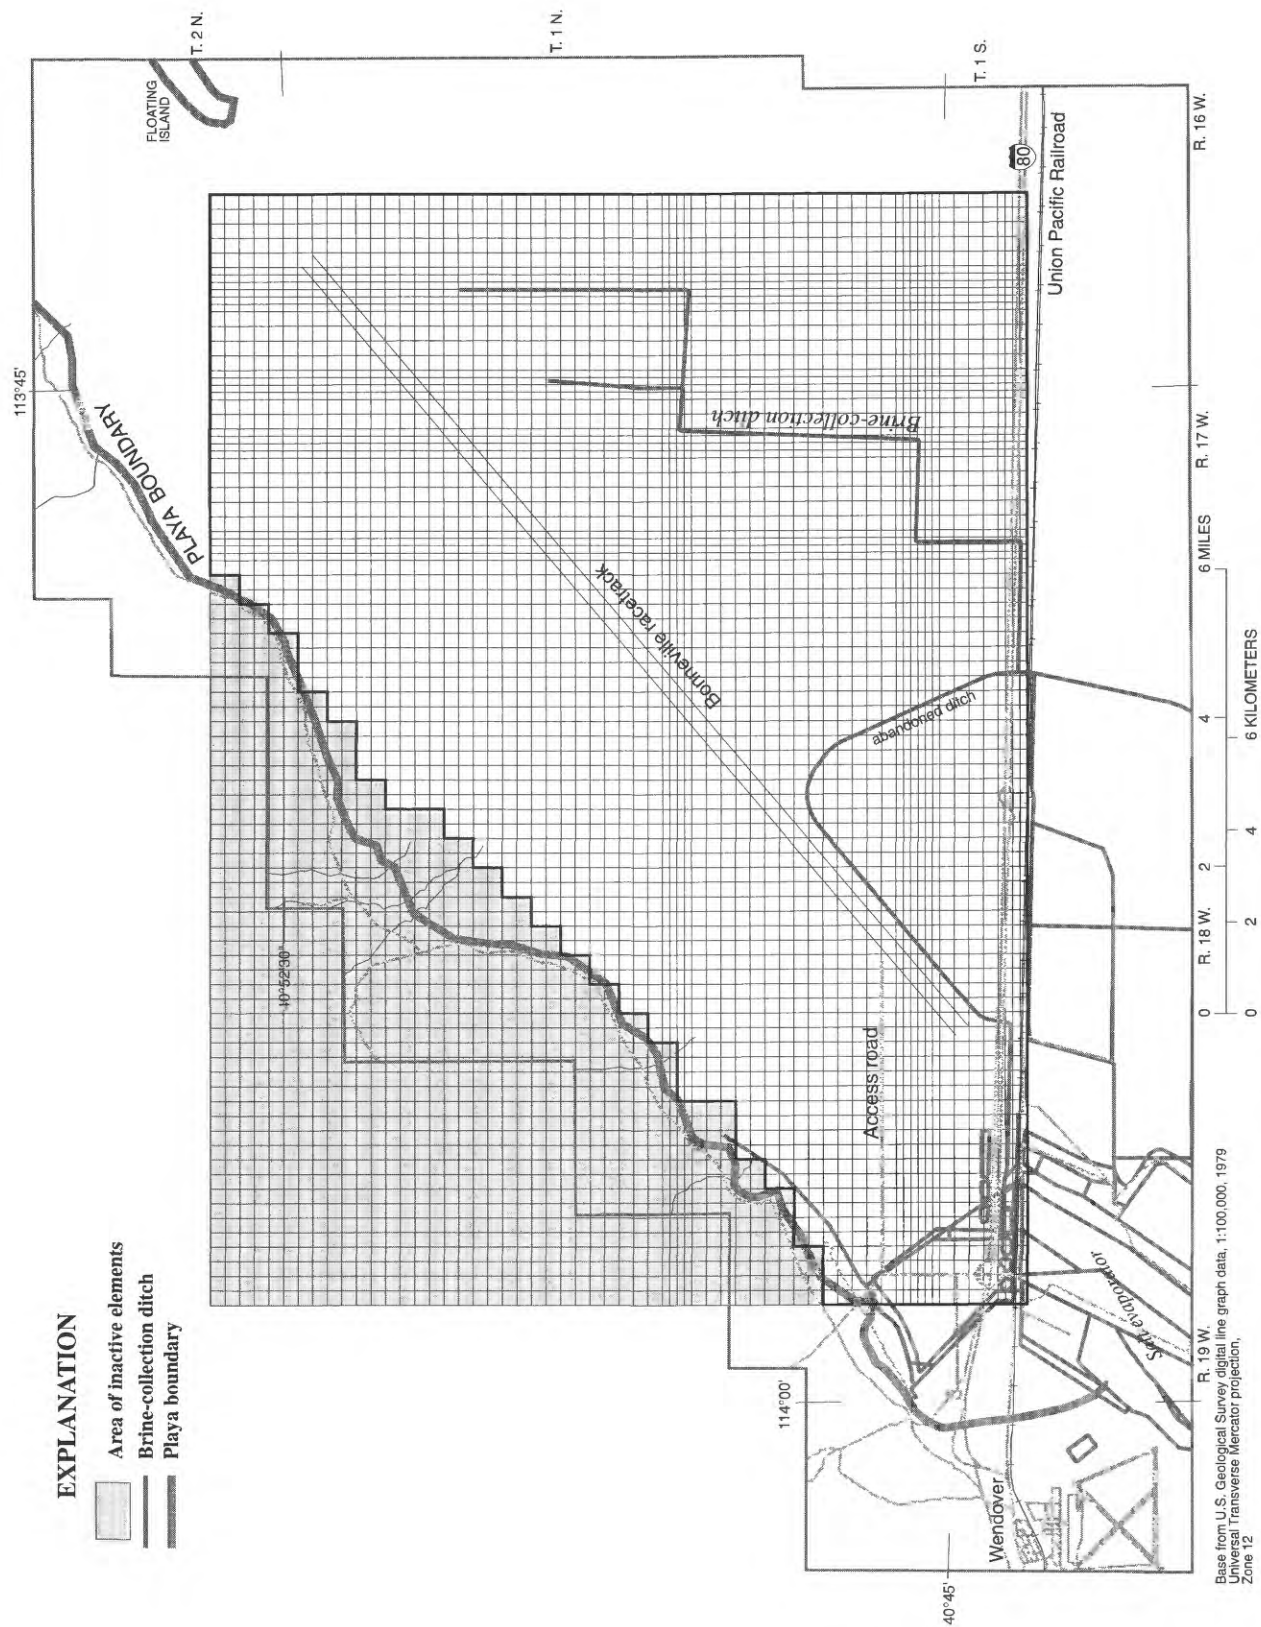 EXPLANATION
Area of inactive elements
Brine-collection ditch
Playa boundary
113°45'
PLAYA BOUNDARY
FLOATING
ISLAND
T. 2 N.
T. 1 N.
T. 1 S.
40°52'30"
Bonneville racetrack
Brine-collection ditch
abandoned ditch
Access road
80
Union Pacific Railroad
114°00'
40°45'
Wendover
Salt evaporator
R. 19 W.
R. 18 W.
R. 17 W.
R. 16 W.
0 2 4 6 MILES
0 2 4 6 KILOMETERS
Base from U.S. Geological Survey digital line graph data, 1:100,000, 1979
Universal Transverse Mercator projection,
Zone 12